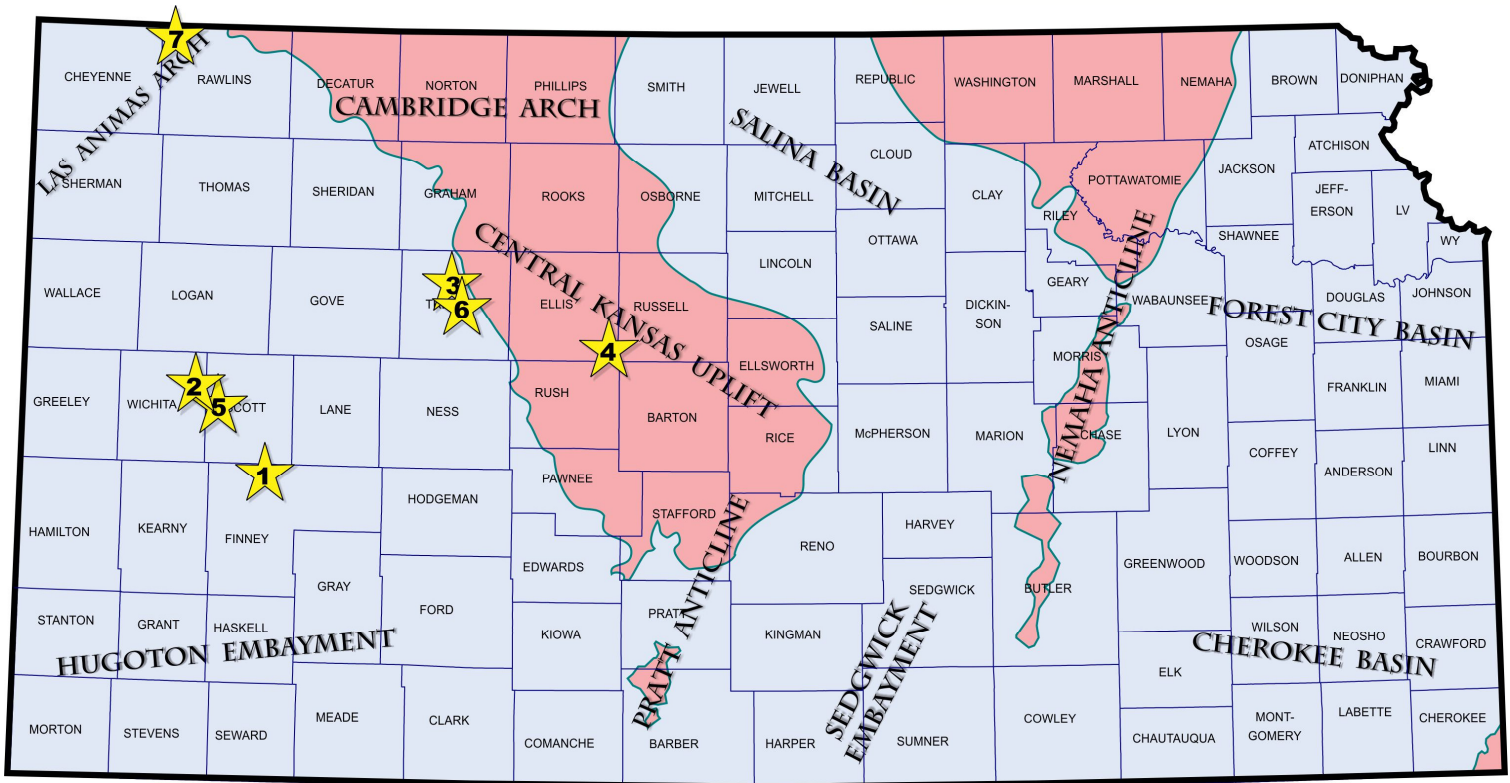 7
CHEYENNE
RAWLINS
DECATUR
NORTON
PHILLIPS
SMITH
JEWELL
REPUBLIC
WASHINGTON
MARSHALL
NEMAHA
BROWN
DONIPHAN
LAS ANIMAS ARCH
CAMBRIDGE ARCH
SALINA BASIN
CLOUD
ATCHISON
SHERMAN
THOMAS
SHERIDAN
GRAHAM
ROOKS
OSBORNE
MITCHELL
CLAY
RILEY
POTTAWATOMIE
JACKSON
JEFF-
ERSON
LV
WY
OTTAWA
SHAWNEE
CENTRAL KANSAS UPLIFT
NEMAHA ANTICLINE
LINCOLN
WALLACE
LOGAN
GOVE
3
6
ELLIS
RUSSELL
DICKIN-
SON
GEARY
WABAUNSEE
DOUGLAS
JOHNSON
FOREST CITY BASIN
SALINE
OSAGE
4
ELLSWORTH
MORRIS
GREELEY
WICHITA
2
5
SCOTT
LANE
NESS
RUSH
BARTON
RICE
McPHERSON
MARION
CHASE
LYON
FRANKLIN
MIAMI
COFFEY
ANDERSON
LINN
1
HODGEMAN
PAWNEE
STAFFORD
HAMILTON
KEARNY
FINNEY
RENO
HARVEY
PRATT ANTICLINE
EDWARDS
GRAY
FORD
SEDGWICK
BUTLER
GREENWOOD
WOODSON
ALLEN
BOURBON
STANTON
GRANT
HASKELL
KIOWA
PRATT
KINGMAN
WILSON
NEOSHO
CRAWFORD
HUGOTON EMBAYMENT
SEDGWICK
EMBAYMENT
CHEROKEE BASIN
ELK
MORTON
STEVENS
SEWARD
MEADE
CLARK
COMANCHE
BARBER
HARPER
SUMNER
COWLEY
CHAUTAUQUA
MONT-
GOMERY
LABETTE
CHEROKEE